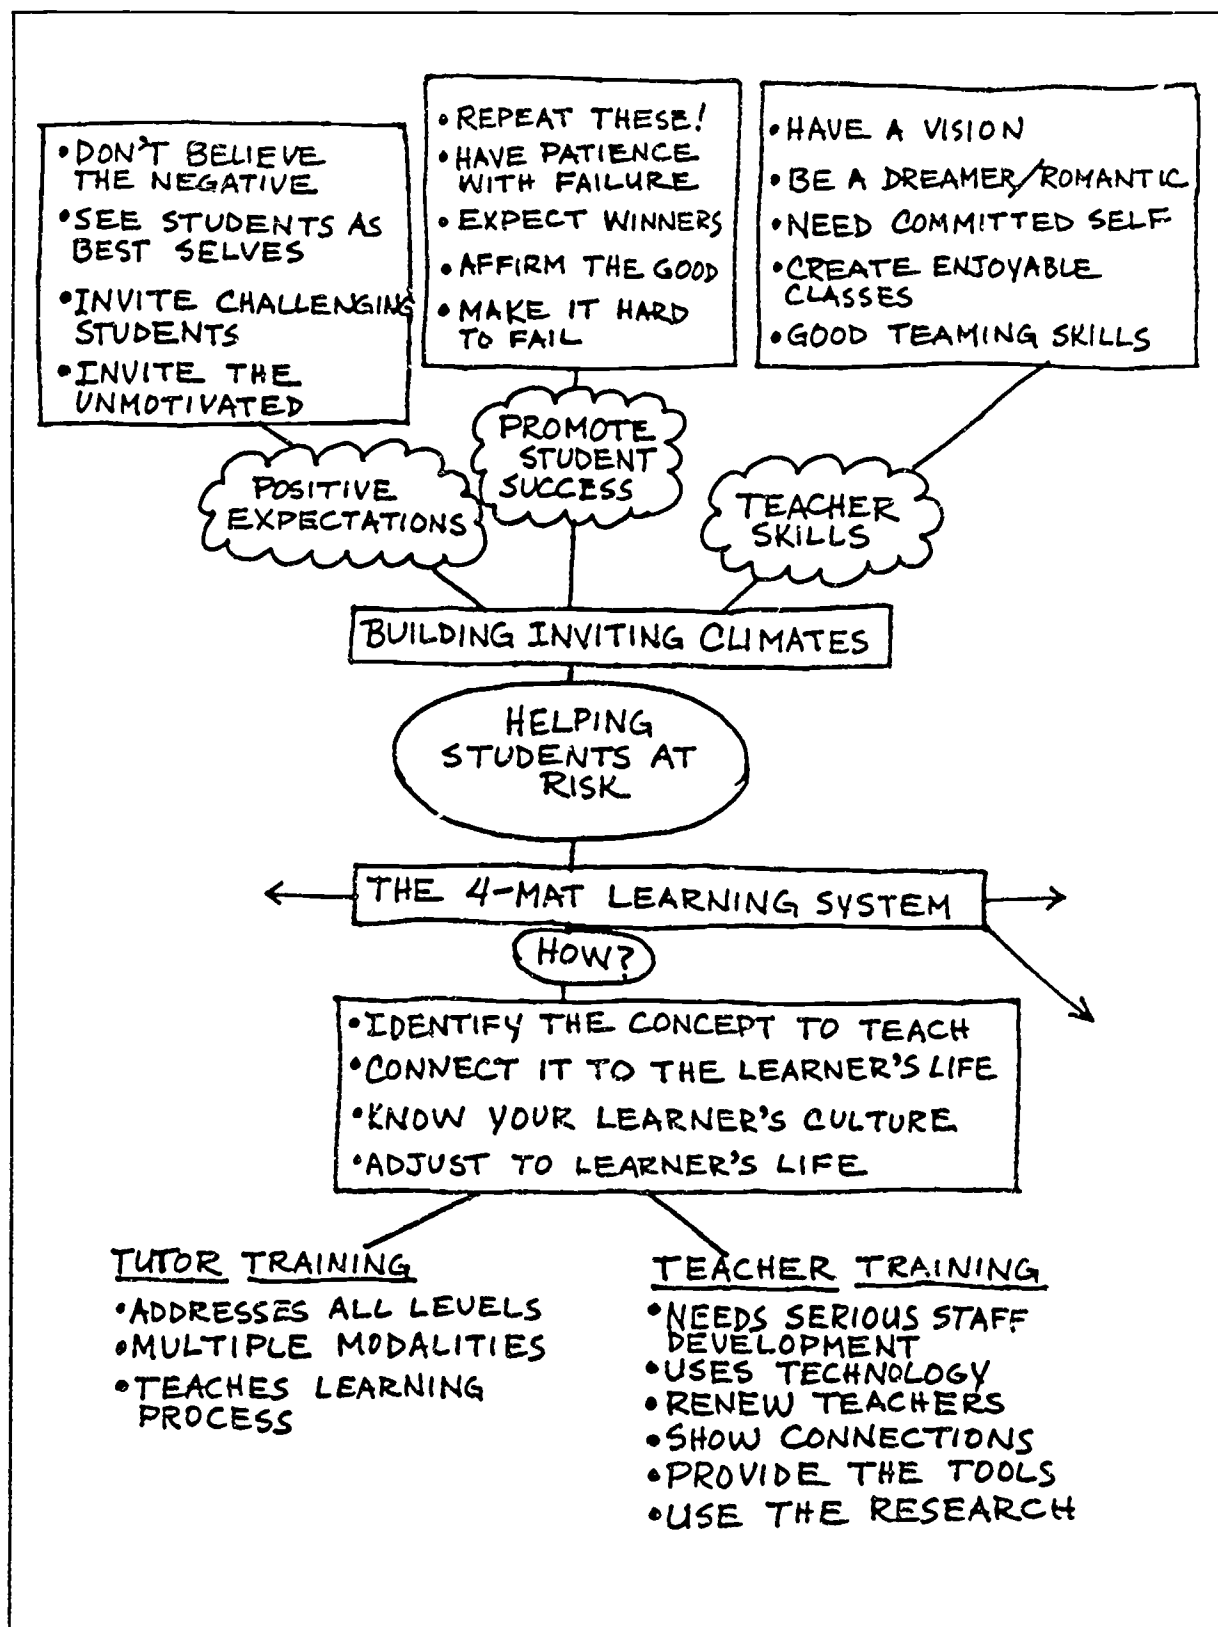 • DON'T BELIEVE
THE NEGATIVE
• SEE STUDENTS AS
BEST SELVES
• INVITE CHALLENGING
STUDENTS
• INVITE THE
UNMOTIVATED
• REPEAT THESE!
• HAVE PATIENCE
WITH FAILURE
• EXPECT WINNERS
• AFFIRM THE GOOD
• MAKE IT HARD
TO FAIL
• HAVE A VISION
• BE A DREAMER/ROMANTIC
• NEED COMMITTED SELF
• CREATE ENJOYABLE
CLASSES
• GOOD TEAMING SKILLS
POSITIVE
EXPECTATIONS
PROMOTE
STUDENT
SUCCESS
TEACHER
SKILLS
BUILDING INVITING CLIMATES
HELPING
STUDENTS AT
RISK
THE 4-MAT LEARNING SYSTEM
HOW?
• IDENTIFY THE CONCEPT TO TEACH
• CONNECT IT TO THE LEARNER'S LIFE
• KNOW YOUR LEARNER'S CULTURE
• ADJUST TO LEARNER'S LIFE
TUTOR TRAINING
• ADDRESSES ALL LEVELS
• MULTIPLE MODALITIES
• TEACHES LEARNING
PROCESS
TEACHER TRAINING
• NEEDS SERIOUS STAFF
DEVELOPMENT
• USES TECHNOLOGY
• RENEW TEACHERS
• SHOW CONNECTIONS
• PROVIDE THE TOOLS
• USE THE RESEARCH